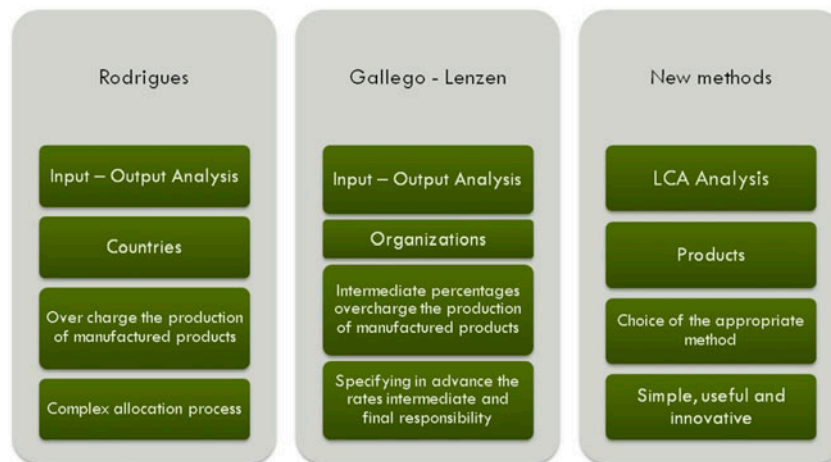 Rodrigues
Input – Output Analysis
Countries
Over charge the production
of manufactured products
Complex allocation process
Gallego - Lenzen
Input – Output Analysis
Organizations
Intermediate percentages
overcharge the production
of manufactured products
Specifying in advance the
rates intermediate and
final responsibility
New methods
LCA Analysis
Products
Choice of the appropriate
method
Simple, useful and
innovative